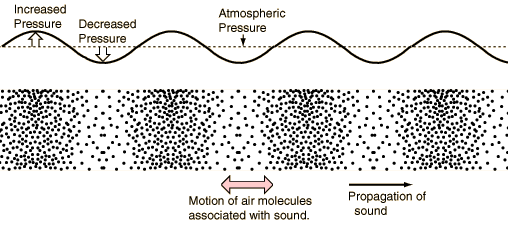 Increased
Pressure
Decreased
Pressure
Atmospheric
Pressure
Motion of air molecules
associated with sound.
Propagation of
sound